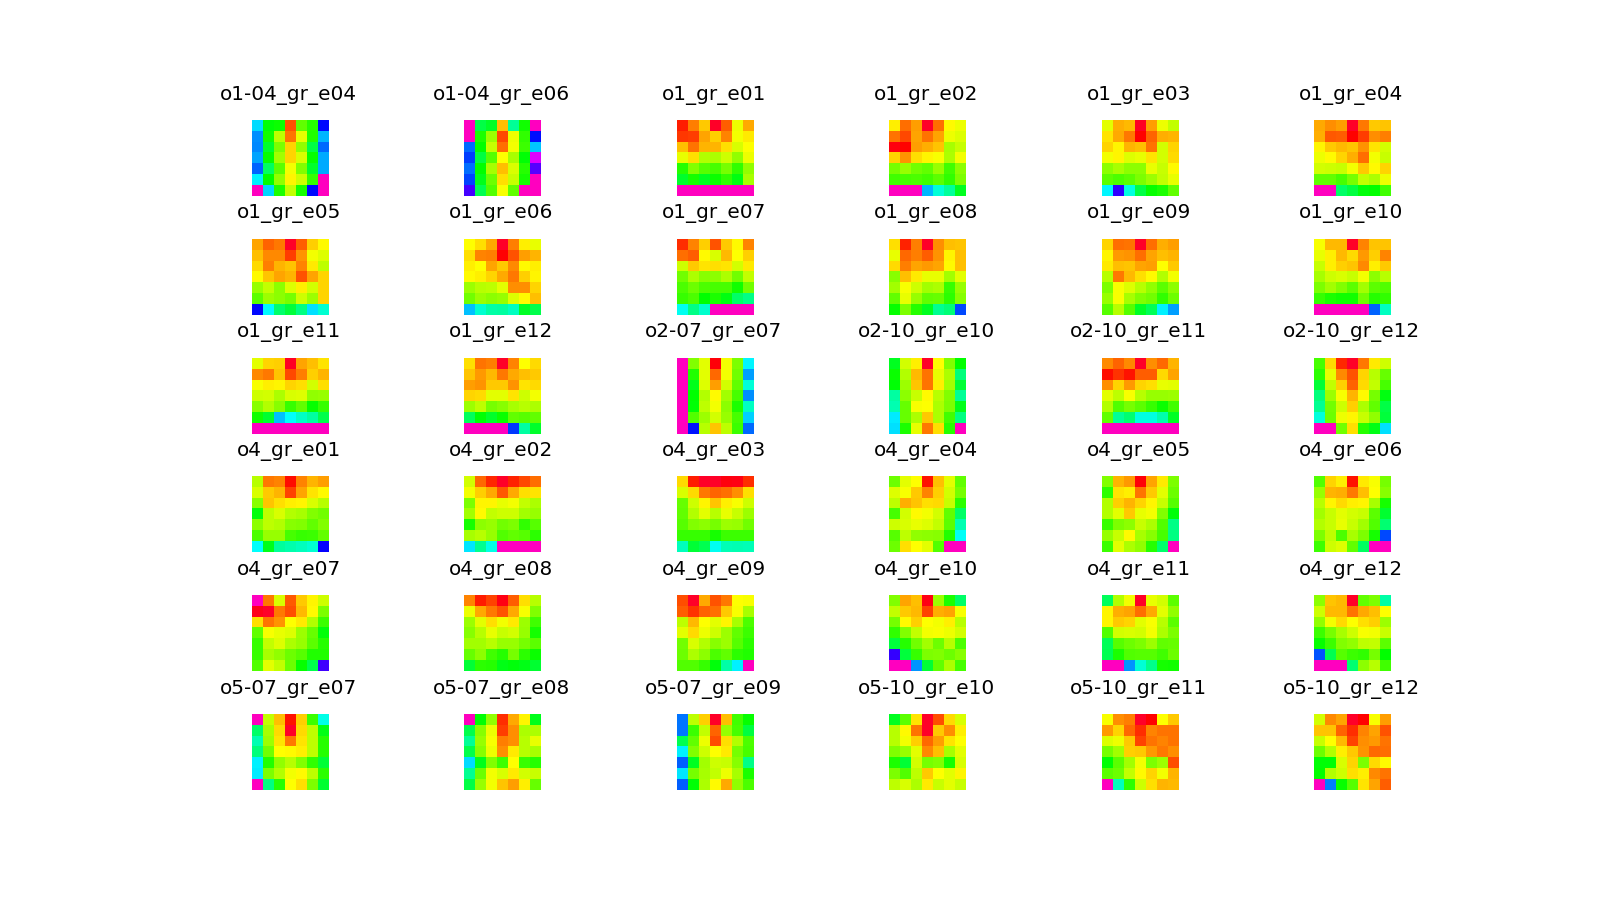 o1-04_gr_e04 o1-04_gr_e06 o1_gr_e01 o1_gr_e02 o1_gr_e03 o1_gr_e04
o1_gr_e05 o1_gr_e06 o1_gr_e07 o1_gr_e08 o1_gr_e09 o1_gr_e10
o1_gr_e11 o1_gr_e12 o2-07_gr_e07 o2-10_gr_e10 o2-10_gr_e11 o2-10_gr_e12
o4_gr_e01 o4_gr_e02 o4_gr_e03 o4_gr_e04 o4_gr_e05 o4_gr_e06
o4_gr_e07 o4_gr_e08 o4_gr_e09 o4_gr_e10 o4_gr_e11 o4_gr_e12
o5-07_gr_e07 o5-07_gr_e08 o5-07_gr_e09 o5-10_gr_e10 o5-10_gr_e11 o5-10_gr_e12